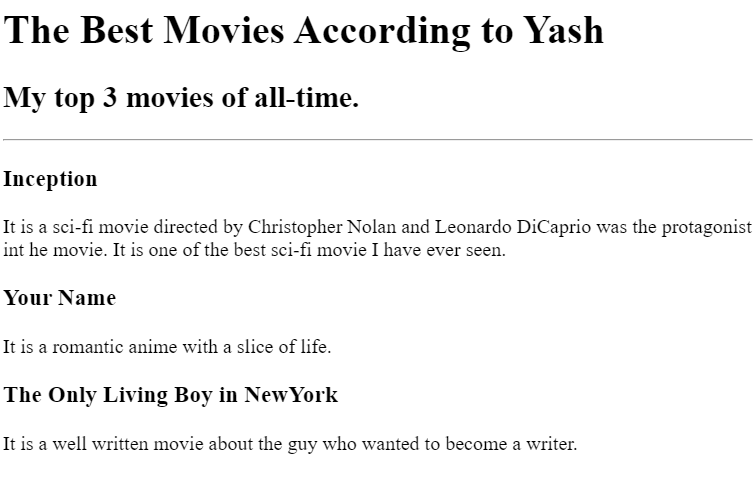 The Best Movies According to Yash
My top 3 movies of all-time.
Inception
It is a sci-fi movie directed by Christopher Nolan and Leonardo DiCaprio was the protagonist
int he movie. It is one of the best sci-fi movie I have ever seen.
Your Name
It is a romantic anime with a slice of life.
The Only Living Boy in NewYork
It is a well written movie about the guy who wanted to become a writer.